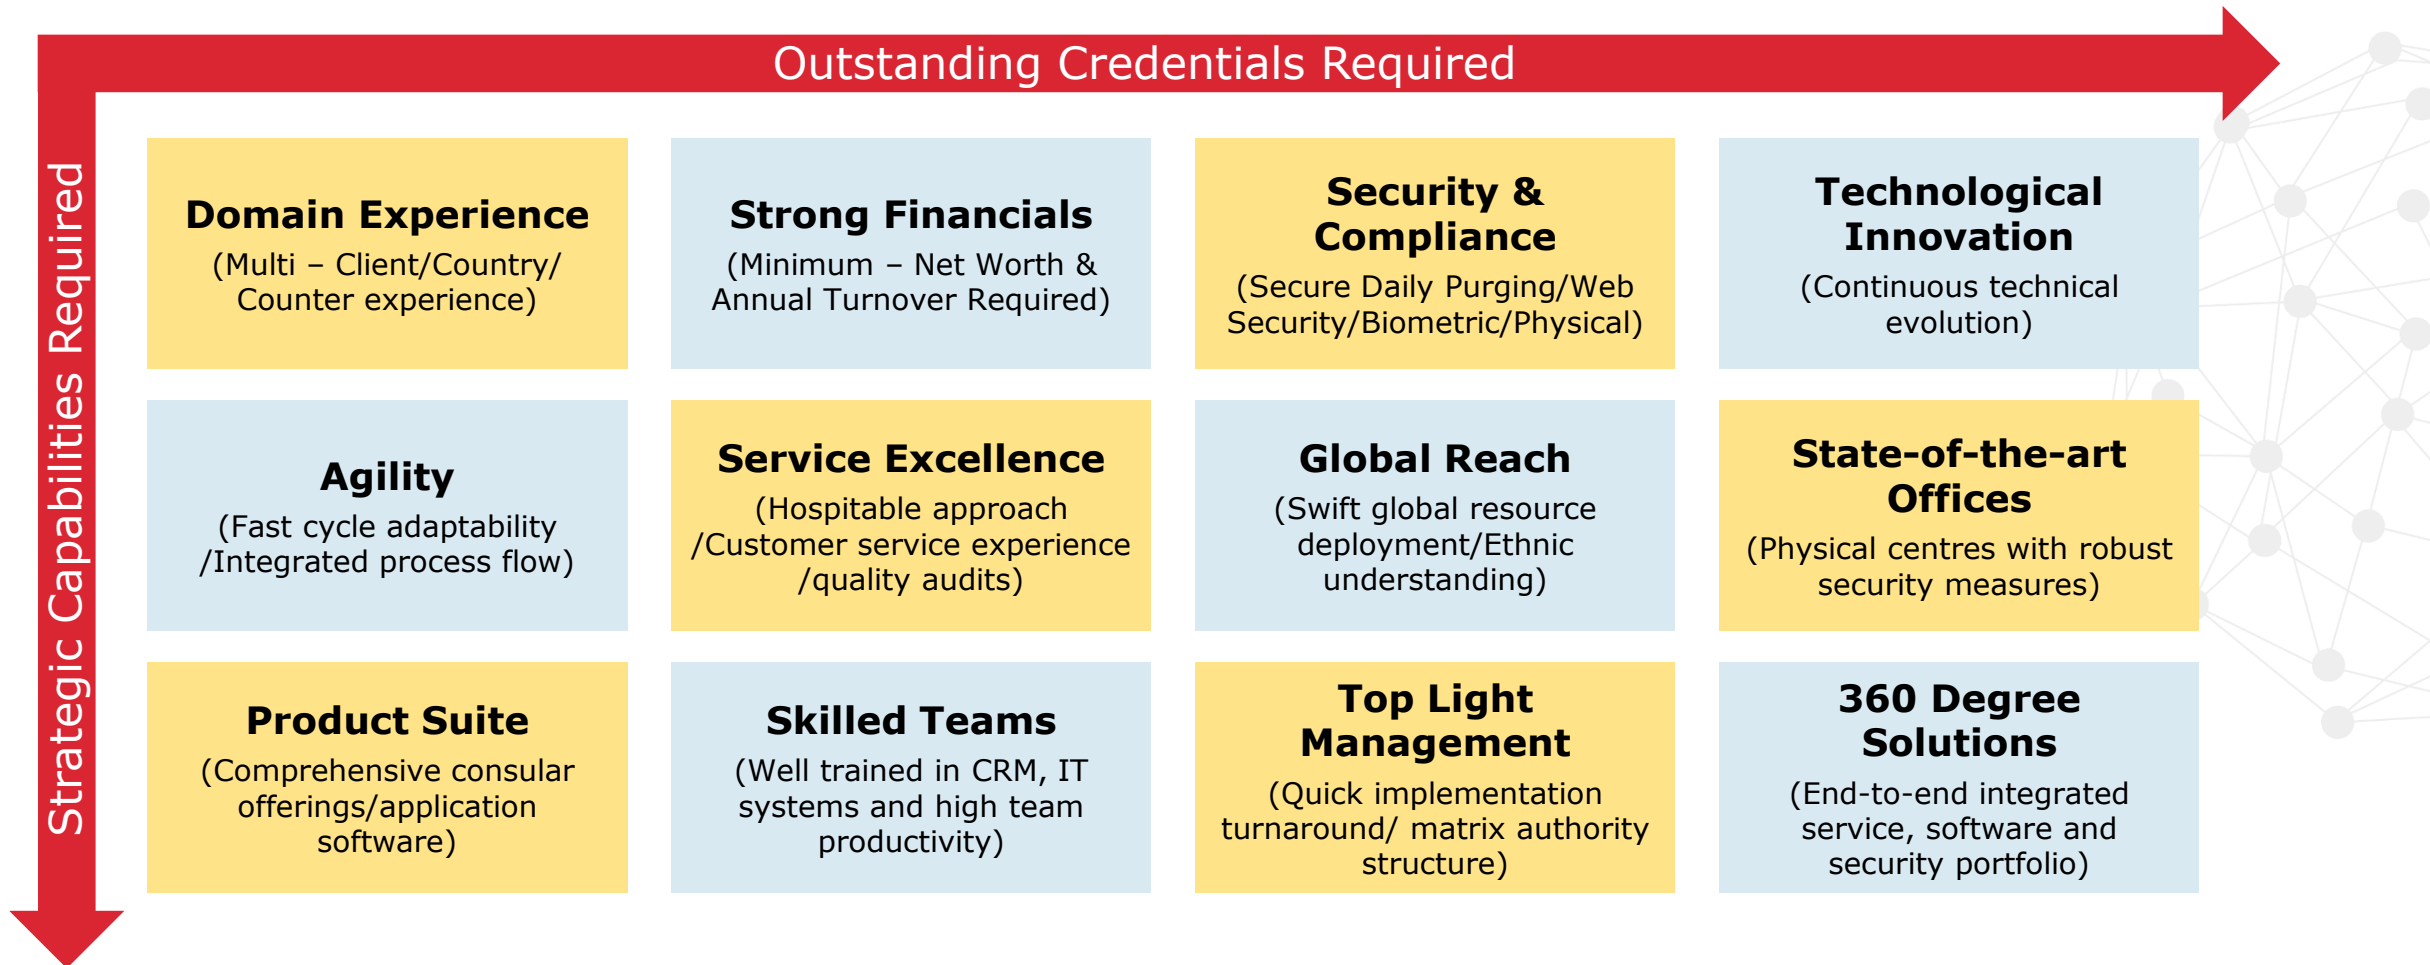 Outstanding Credentials Required
Strategic Capabilities Required
Domain Experience
(Multi – Client/Country/
Counter experience)
Strong Financials
(Minimum – Net Worth &
Annual Turnover Required)
Security &
Compliance
(Secure Daily Purging/Web
Security/Biometric/Physical)
Technological
Innovation
(Continuous technical
evolution)
Agility
(Fast cycle adaptability
/Integrated process flow)
Service Excellence
(Hospitable approach
/Customer service experience
/quality audits)
Global Reach
(Swift global resource
deployment/Ethnic
understanding)
State-of-the-art
Offices
(Physical centres with robust
security measures)
Product Suite
(Comprehensive consular
offerings/application
software)
Skilled Teams
(Well trained in CRM, IT
systems and high team
productivity)
Top Light
Management
(Quick implementation
turnaround/ matrix authority
structure)
360 Degree
Solutions
(End-to-end integrated
service, software and
security portfolio)